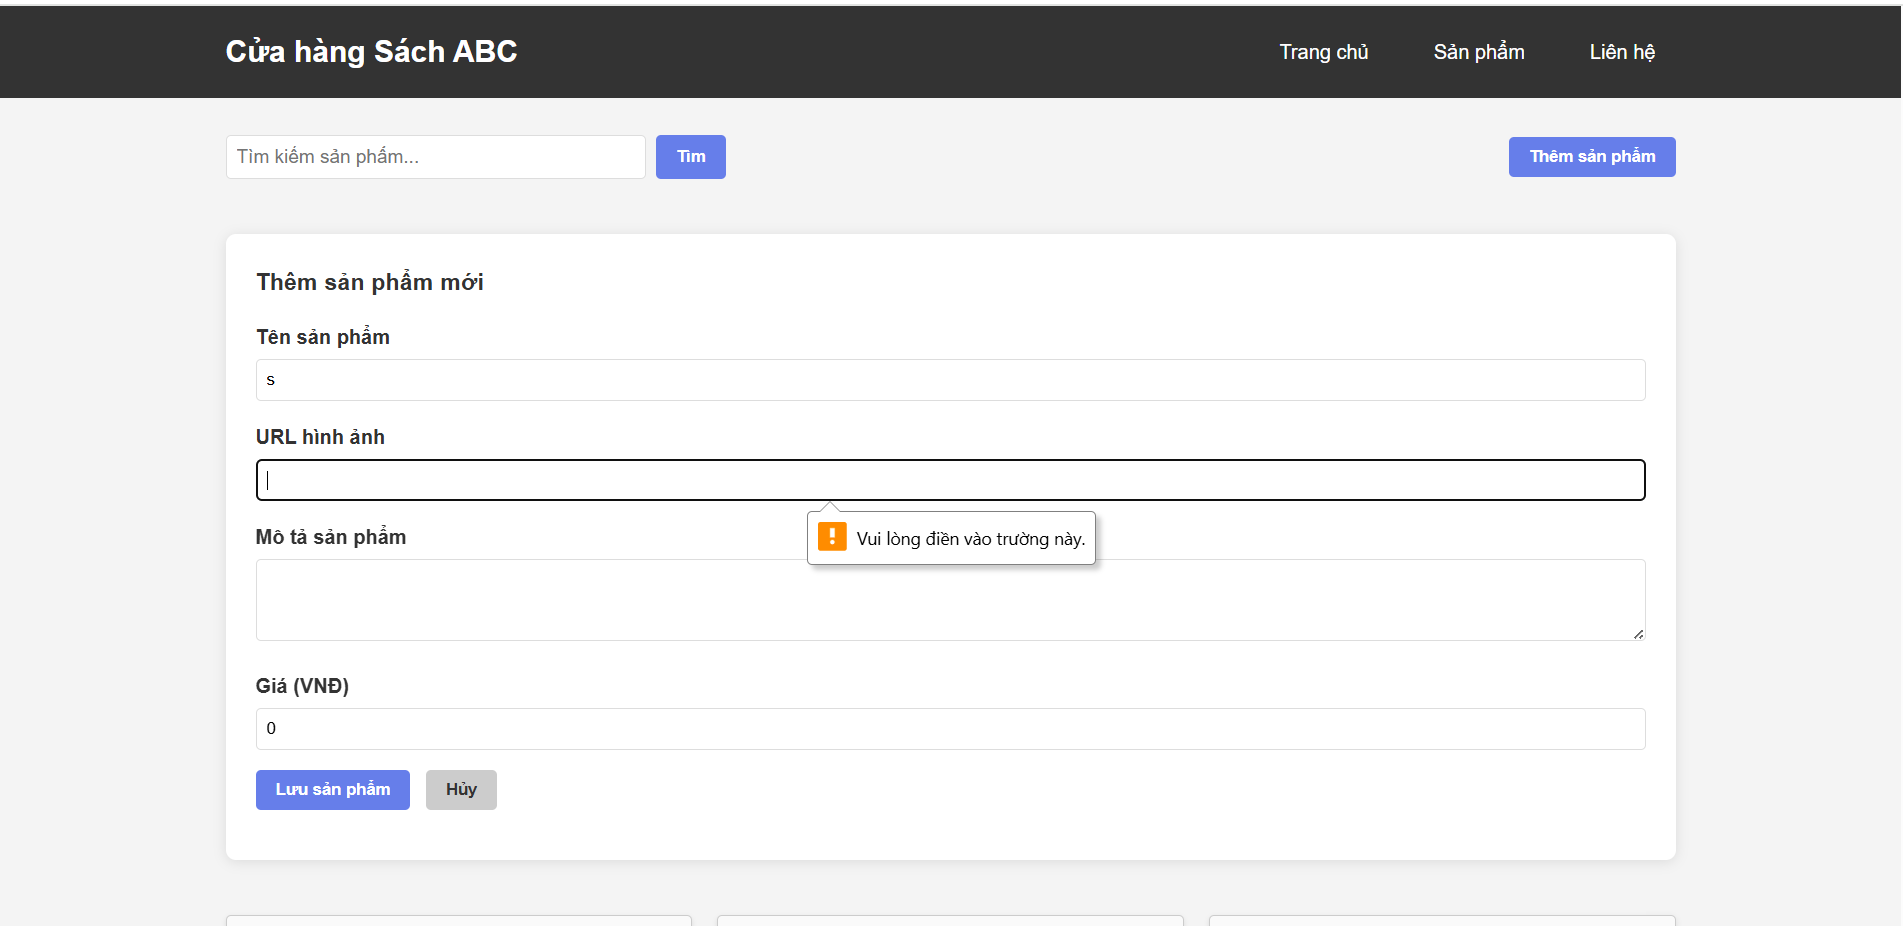 Cửa hàng Sách ABC
Trang chủ
Sản phẩm
Liên hệ
Tìm kiếm sản phẩm...
Tìm
Thêm sản phẩm
Thêm sản phẩm mới
Tên sản phẩm
s
URL hình ảnh
Vui lòng điền vào trường này.
Mô tả sản phẩm
Giá (VNĐ)
0
Lưu sản phẩm
Hủy